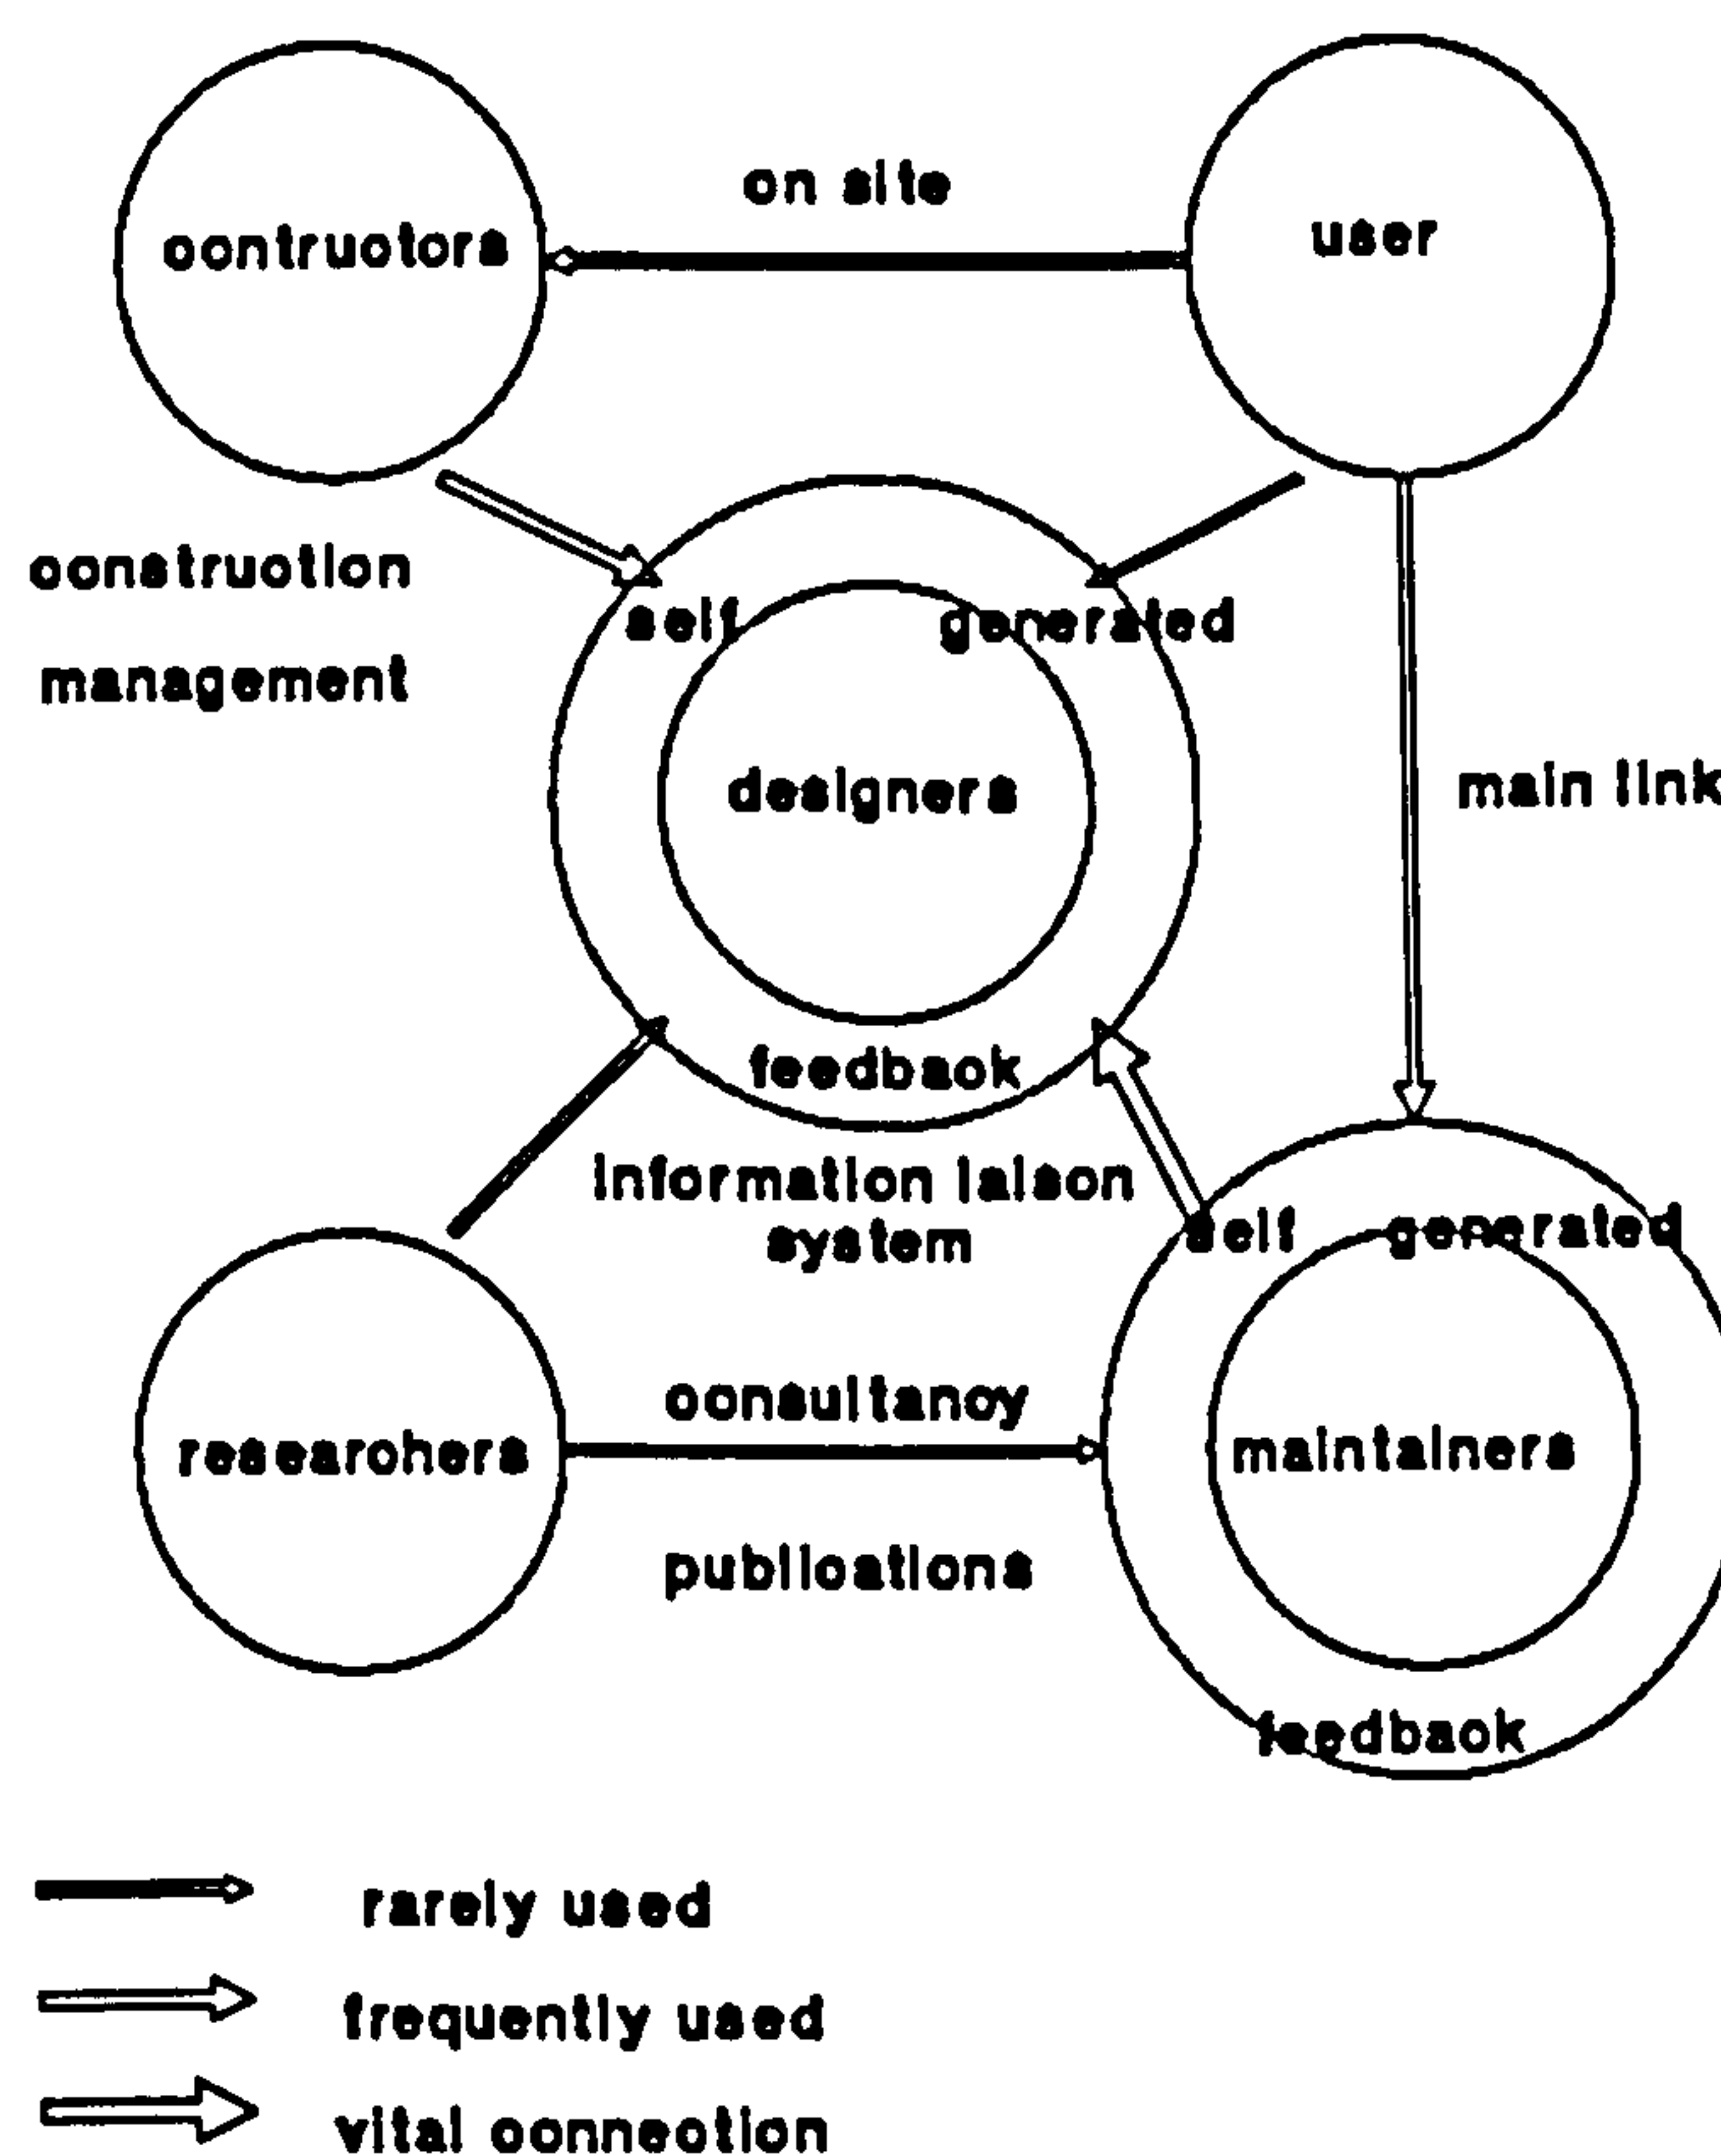 on site
contructors
user
construction
management
self generated
designers
main link
feedback
information laison
system
self generated
consultancy
researchers
maintainers
publications
feedback
rarely used
frequently used
vital connection